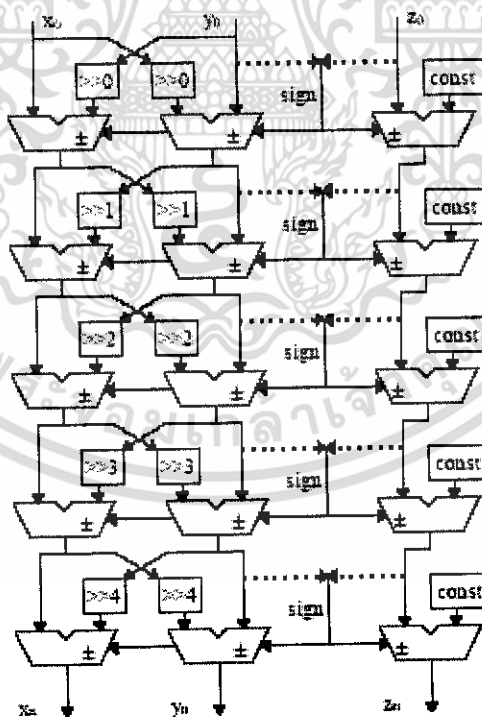 x₀ y₀ z₀
>>0 >>0 sign const
± ± ±
>>1 >>1 sign const
± ±
>>2 >>2 sign const
± ± ±
>>3 >>3 sign const
± ± ±
>>4 >>4 sign const
± ± ±
xₙ yₙ zₙ